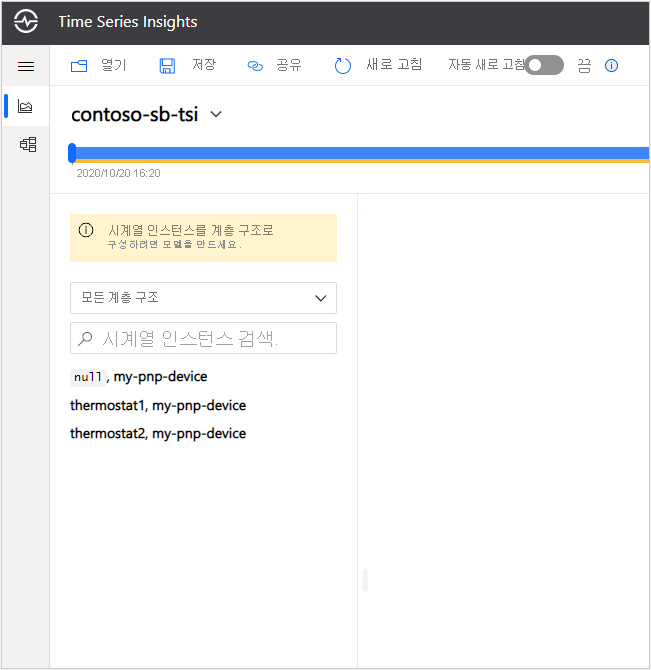 Time Series Insights
열기 저장 공유 새로 고침 자동 새로 고침 끔
contoso-sb-tsi
2020/10/20 16:20
시계열 인스턴스를 계층 구조로
구성하려면 모델을 만드세요.
모든 계층 구조
시계열 인스턴스 검색.
null, my-pnp-device
thermostat1, my-pnp-device
thermostat2, my-pnp-device